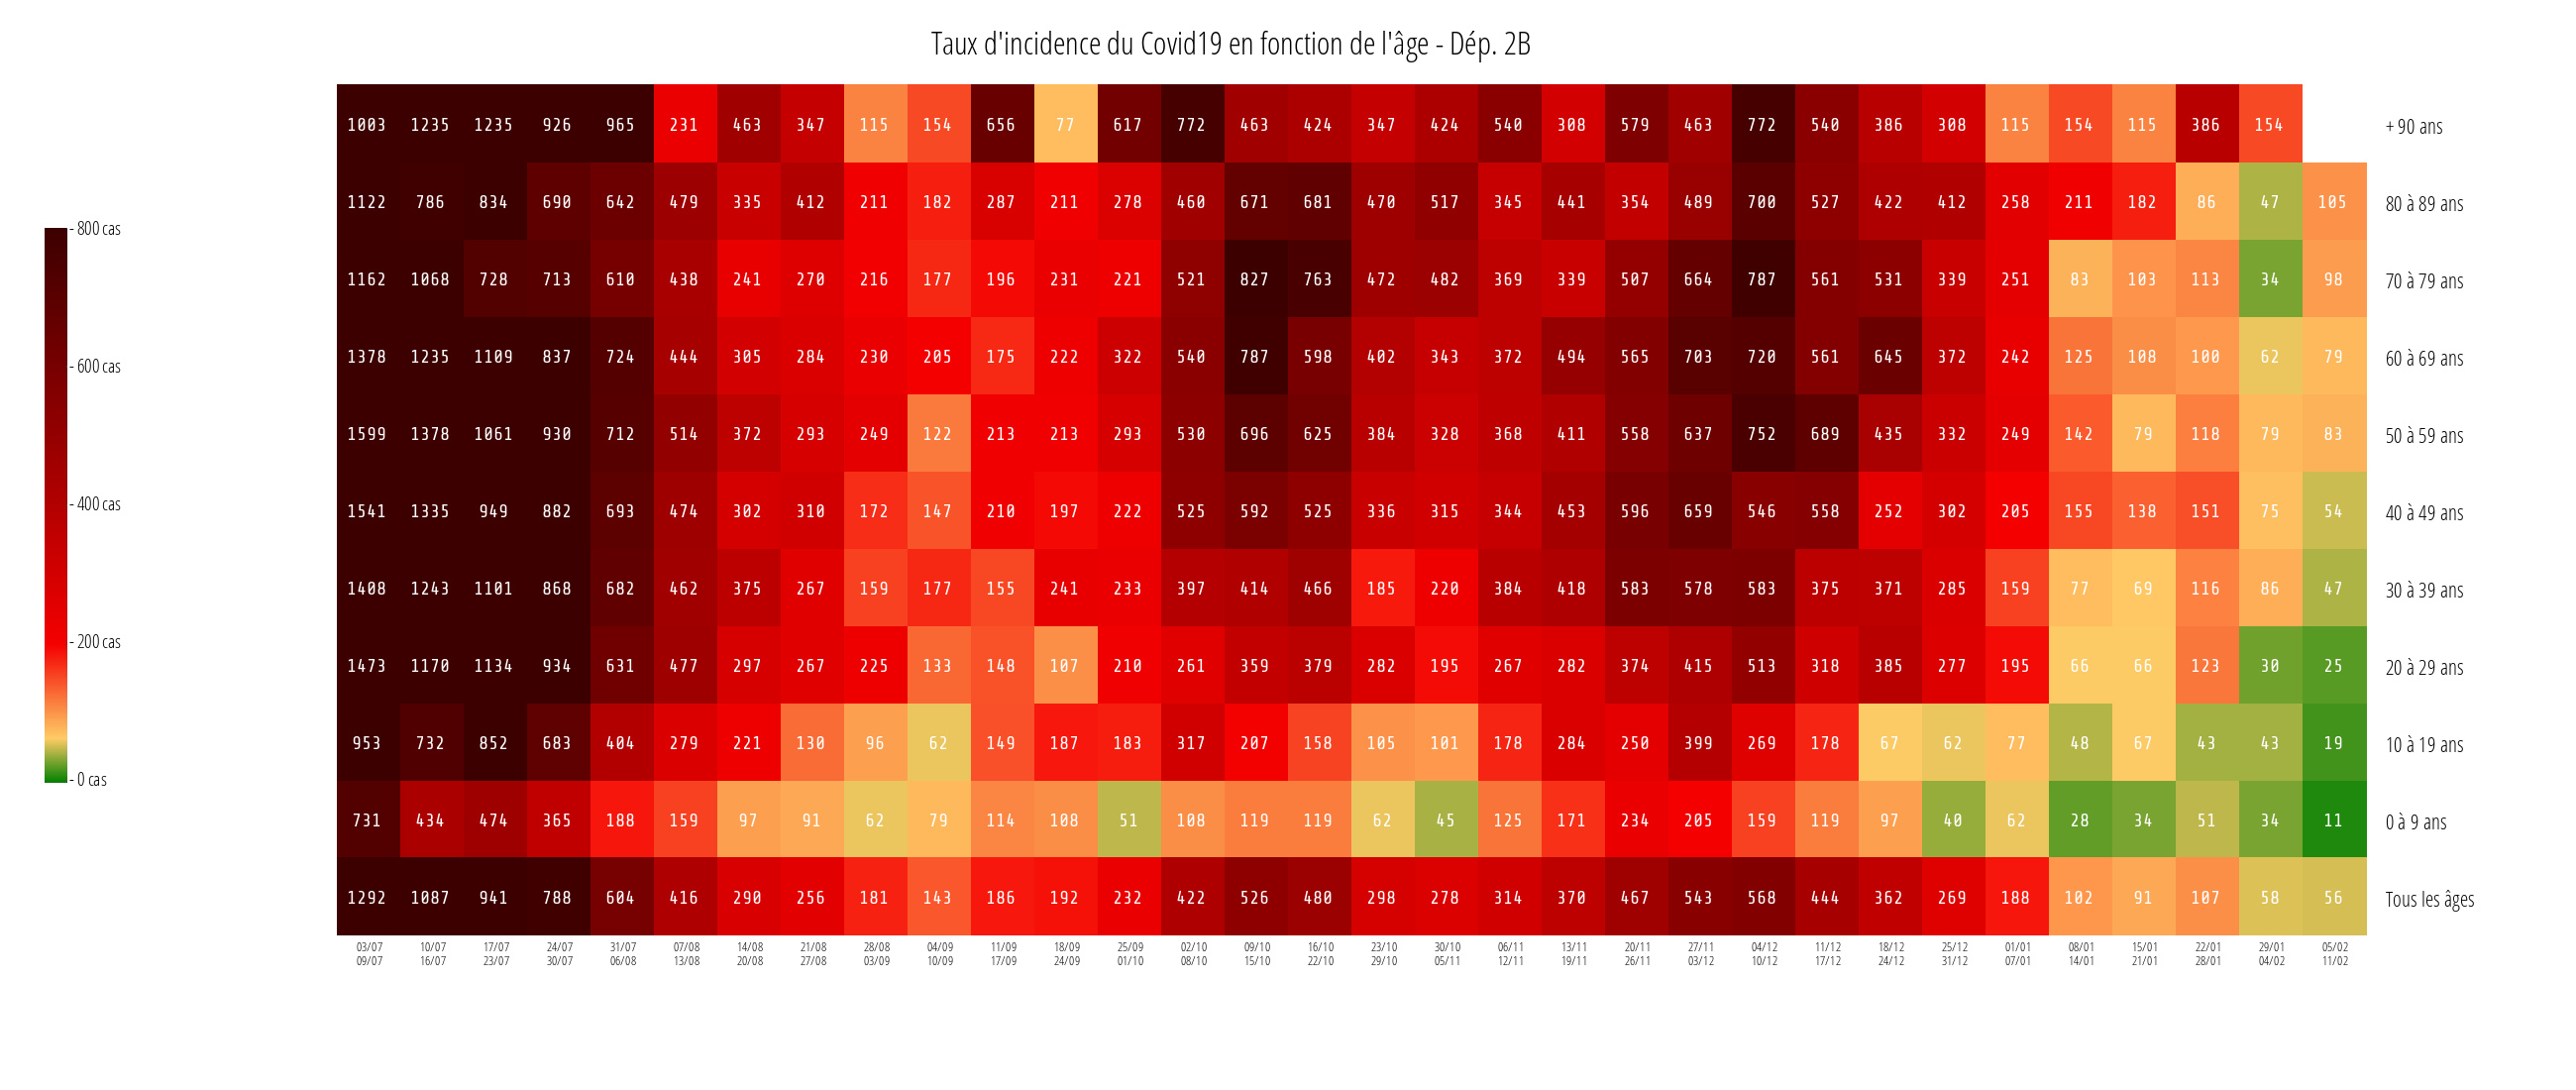 Taux d'incidence du Covid19 en fonction de l'âge - Dép. 2B
1003 1235 1235 926 965 231 463 347 115 154 656 77 617 772 463 424 347 424 540 308 579 463 772 540 386 308 115 154 115 386 154 + 90 ans
1122 786 834 690 642 479 335 412 211 182 287 211 278 460 671 681 470 517 345 441 354 489 700 527 422 412 258 211 182 86 47 105 80 à 89 ans
- 800 cas
1162 1068 728 713 610 438 241 270 216 177 196 231 221 521 827 763 472 482 369 339 507 664 787 561 531 339 251 83 103 113 34 98 70 à 79 ans
1378 1235 1109 837 724 444 305 284 230 205 175 222 322 540 787 598 402 343 372 494 565 703 720 561 645 372 242 125 108 100 62 79 60 à 69 ans
- 600 cas
1599 1378 1061 930 712 514 372 293 249 122 213 213 293 530 696 625 384 328 368 411 558 637 752 689 435 332 249 142 79 118 79 83 50 à 59 ans
- 400 cas
1541 1335 949 882 693 474 302 310 172 147 210 197 222 525 592 525 336 315 344 453 596 659 546 558 252 302 205 155 138 151 75 54 40 à 49 ans
1408 1243 1101 868 682 462 375 267 159 177 155 241 233 397 414 466 185 220 384 418 583 578 583 375 371 285 159 77 69 116 86 47 30 à 39 ans
- 200 cas
1473 1170 1134 934 631 477 297 267 225 133 148 107 210 261 359 379 282 195 267 282 374 415 513 318 385 277 195 66 66 123 30 25 20 à 29 ans
953 732 852 683 404 279 221 130 96 62 149 187 183 317 207 158 105 101 178 284 250 399 269 178 67 62 77 48 67 43 43 19 10 à 19 ans
- 0 cas
731 434 474 365 188 159 97 91 62 79 114 108 51 108 119 119 62 45 125 171 234 205 159 119 97 40 62 28 34 51 34 11 0 à 9 ans
1292 1087 941 788 604 416 290 256 181 143 186 192 232 422 526 480 298 278 314 370 467 543 568 444 362 269 188 102 91 107 58 56 Tous les âges
03/07 10/07 17/07 24/07 31/07 07/08 14/08 21/08 28/08 04/09 11/09 18/09 25/09 02/10 09/10 16/10 23/10 30/10 06/11 13/11 20/11 27/11 04/12 11/12 18/12 25/12 01/01 08/01 15/01 22/01 29/01 05/02
09/07 16/07 23/07 30/07 06/08 13/08 20/08 27/08 03/09 10/09 17/09 24/09 01/10 08/10 15/10 22/10 29/10 05/11 12/11 19/11 26/11 03/12 10/12 17/12 24/12 31/12 07/01 14/01 21/01 28/01 04/02 11/02